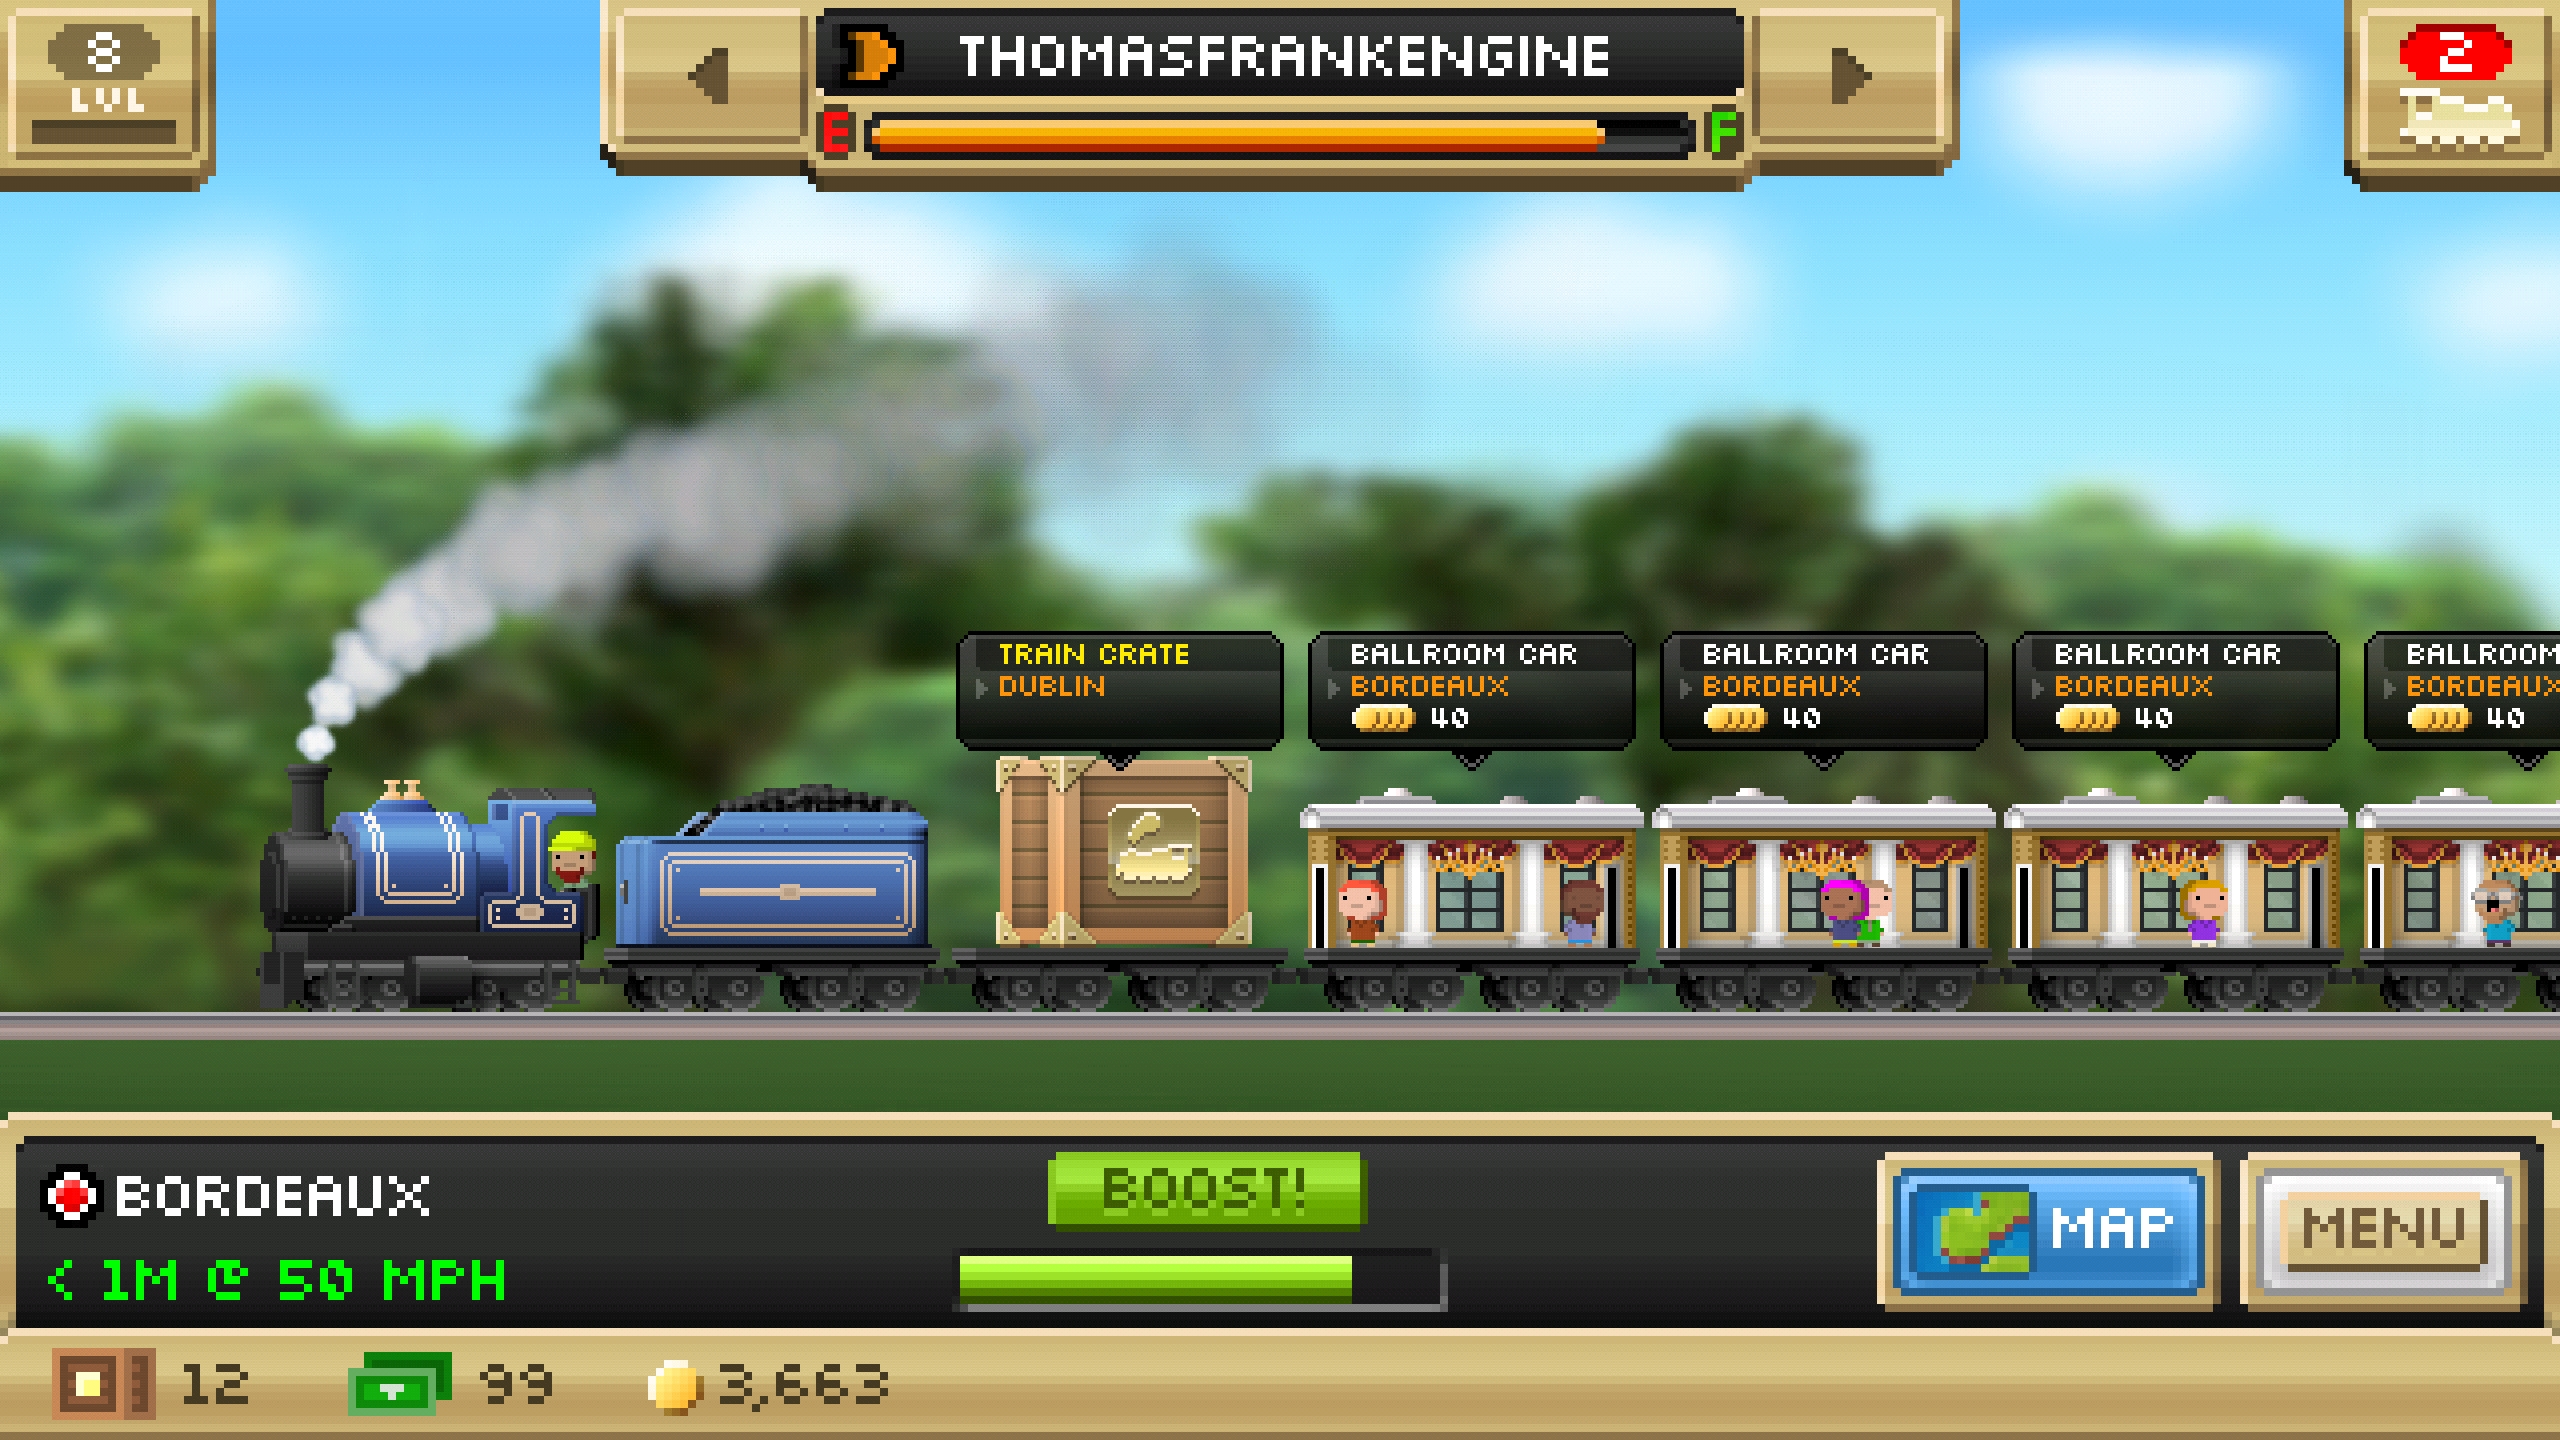 8
LVL
THOMASFRANKENGINE
E
F
2
TRAIN CRATE
DUBLIN
BALLROOM CAR
BORDEAUX
40
BALLROOM CAR
BORDEAUX
40
BALLROOM CAR
BORDEAUX
40
BALLROOM
BORDEAUX
40
BORDEAUX
< 1M @ 50 MPH
BOOST!
MAP
MENU
12
99
3,663